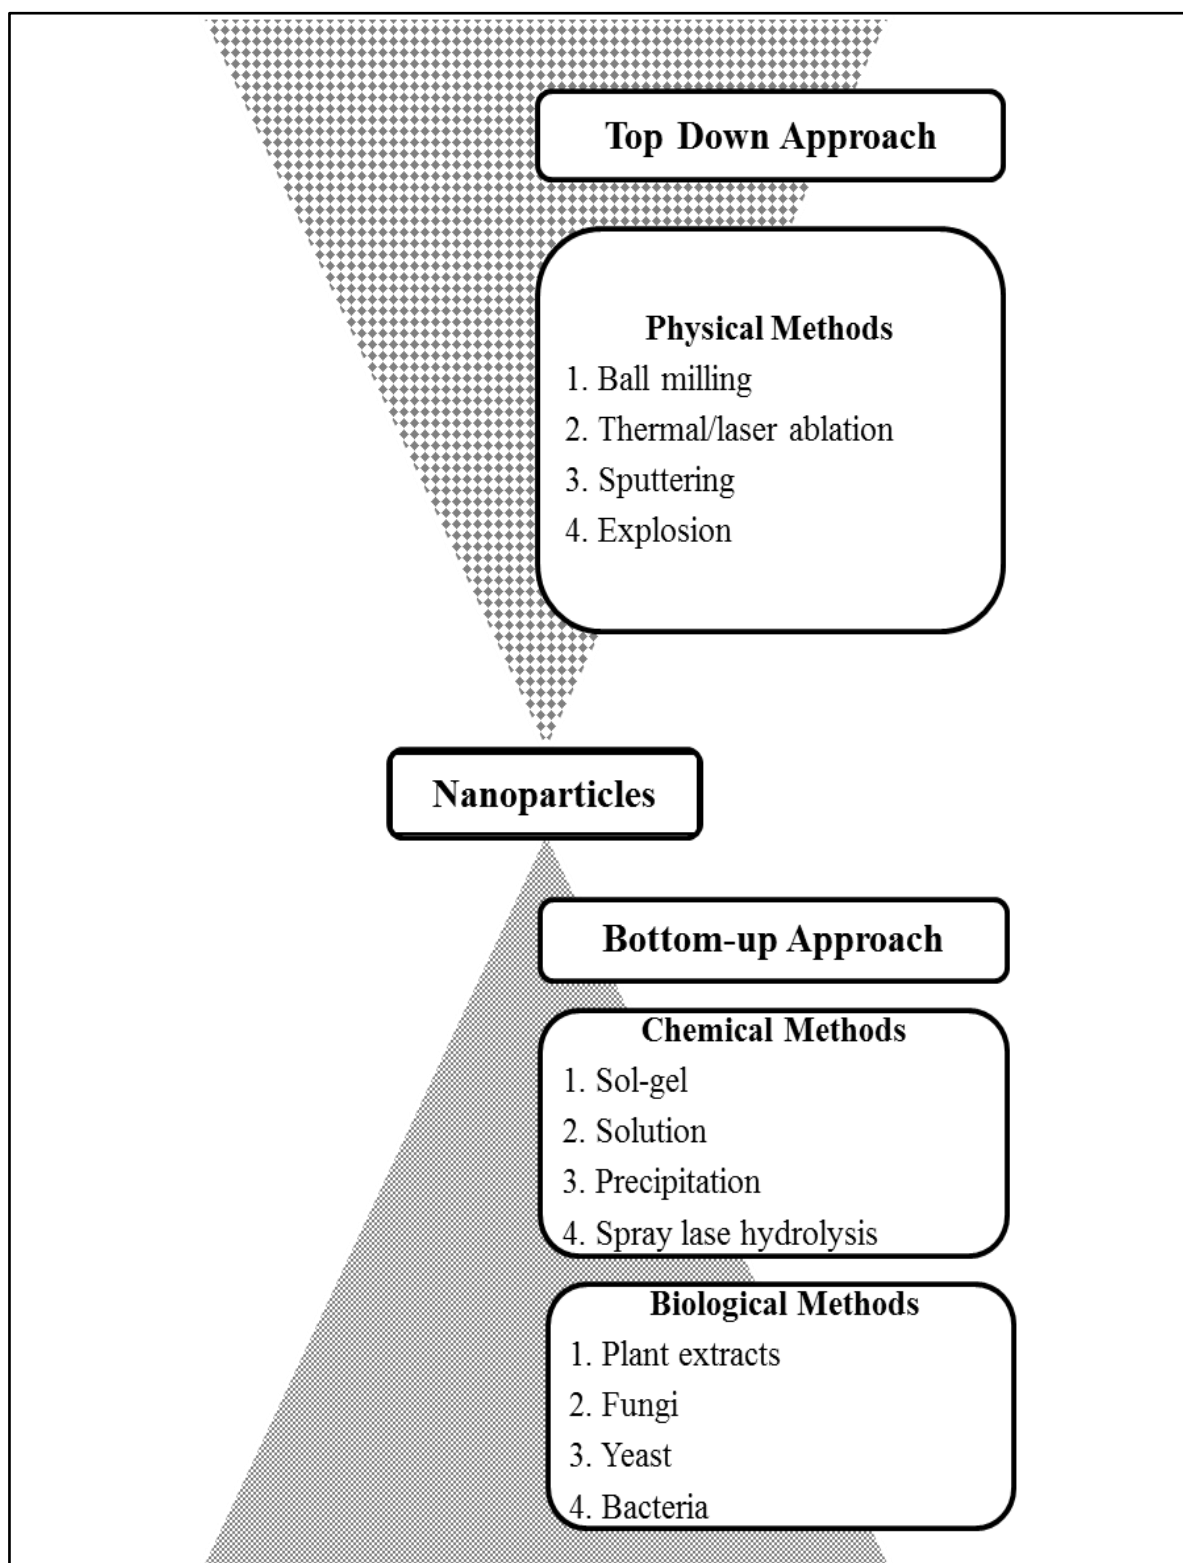 Top Down Approach
Physical Methods
1. Ball milling
2. Thermal/laser ablation
3. Sputtering
4. Explosion
Nanoparticles
Bottom-up Approach
Chemical Methods
1. Sol-gel
2. Solution
3. Precipitation
4. Spray lase hydrolysis
Biological Methods
1. Plant extracts
2. Fungi
3. Yeast
4. Bacteria